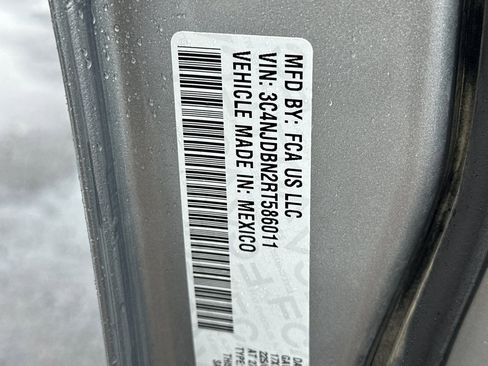 MFD BY: FCA US LLC
VIN: 3C4NJDBN2RT586011
VEHICLE MADE IN: MEXICO